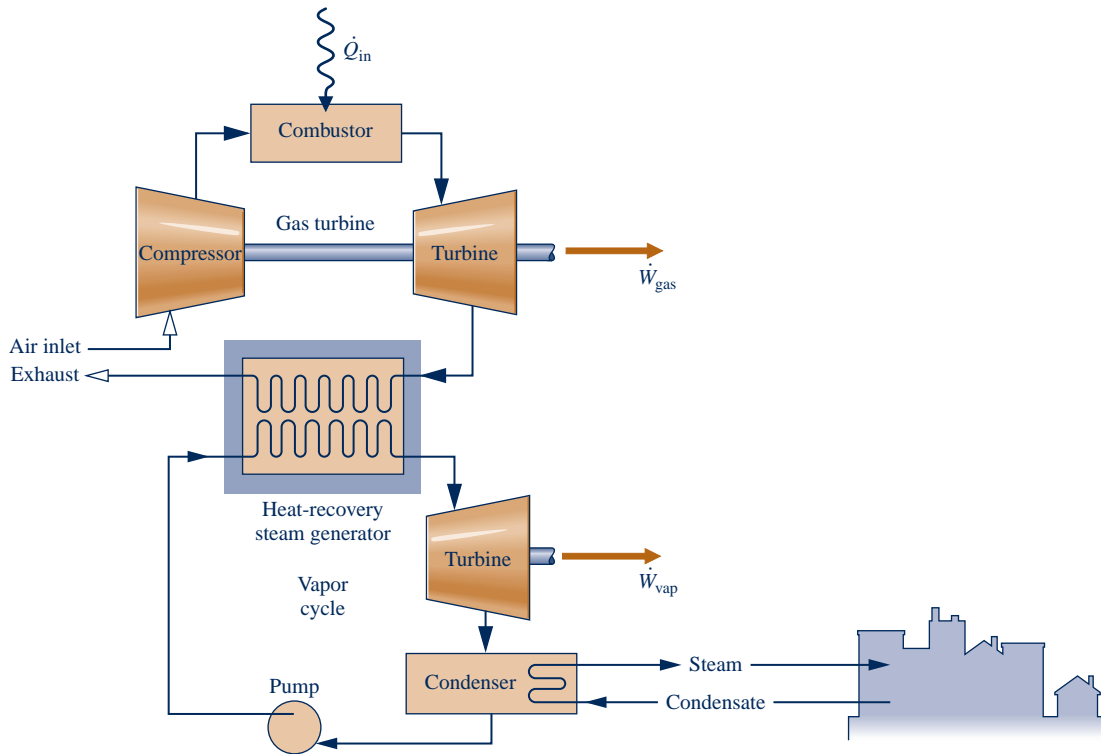 Q̇in
Combustor
Gas turbine
Compressor
Turbine
Ẇgas
Air inlet
Exhaust
Heat-recovery
steam generator
Turbine
Ẇvap
Vapor
cycle
Steam
Condenser
Condensate
Pump